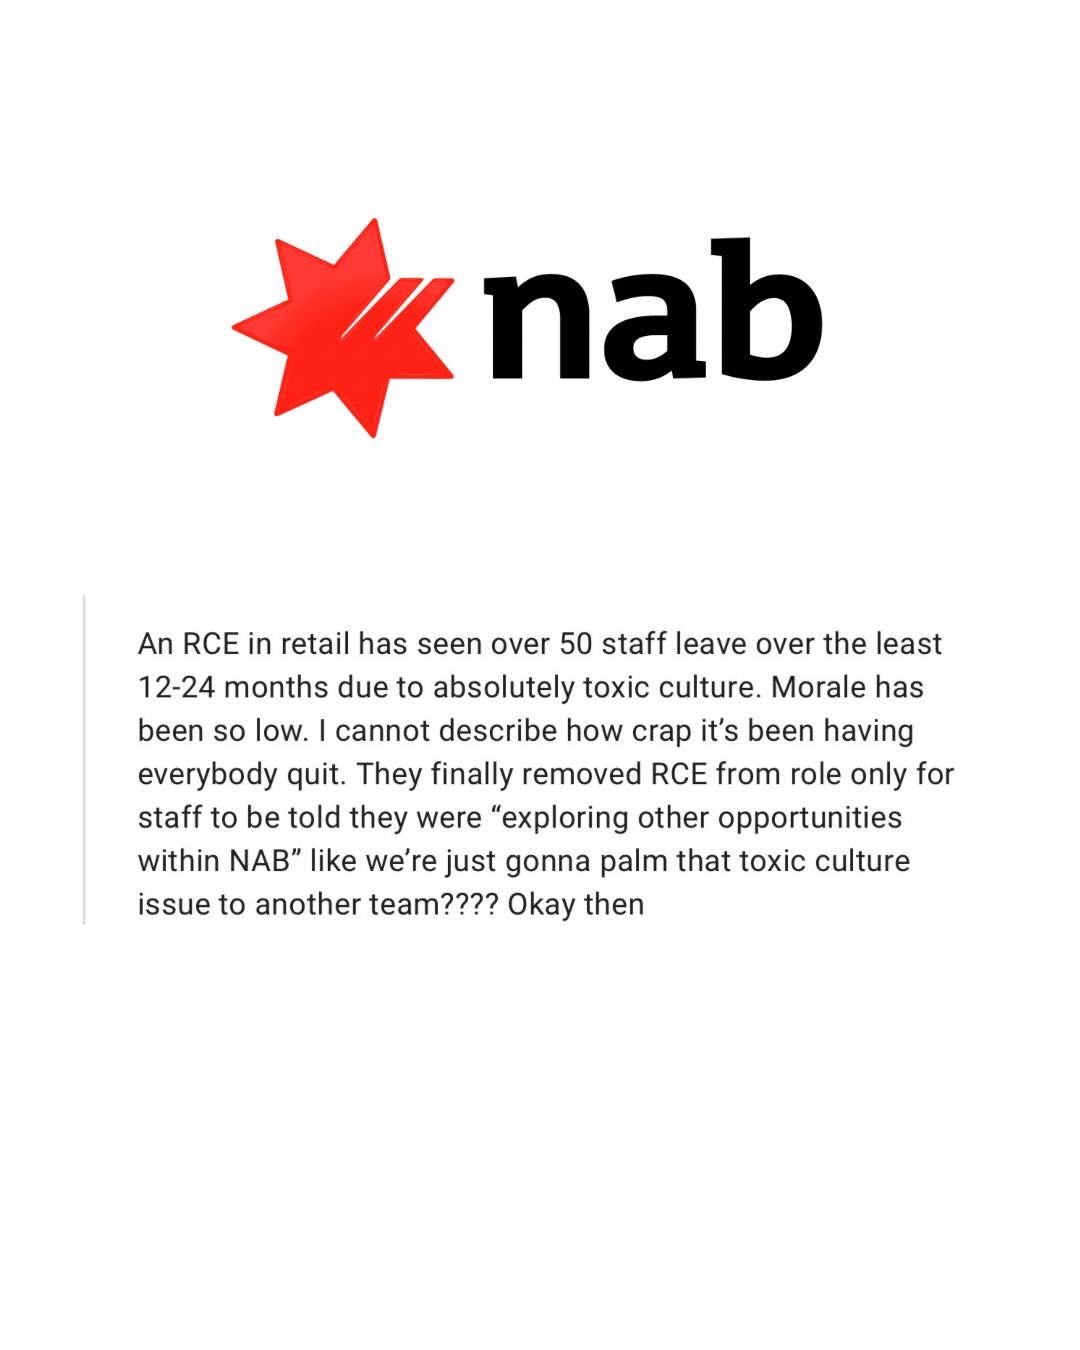 nab
An RCE in retail has seen over 50 staff leave over the least
12-24 months due to absolutely toxic culture. Morale has
been so low. I cannot describe how crap it’s been having
everybody quit. They finally removed RCE from role only for
staff to be told they were “exploring other opportunities
within NAB” like we’re just gonna palm that toxic culture
issue to another team???? Okay then